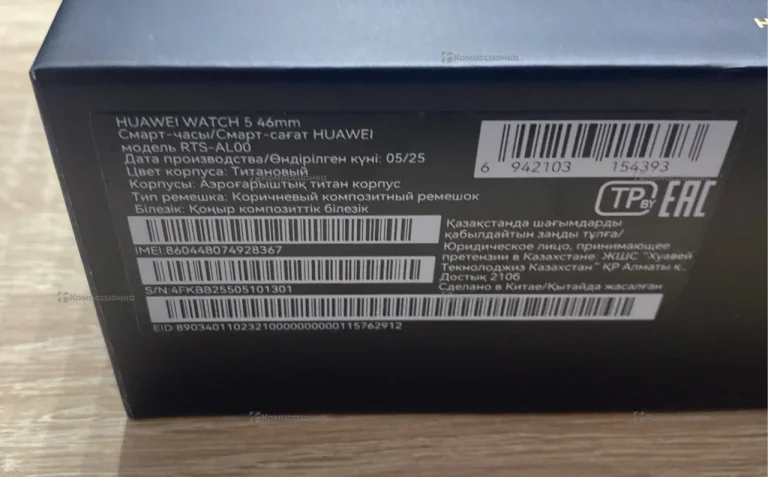 Комиссионка
HUAWEI WATCH 5 46mm
Смарт-часы/Смарт-сағат HUAWEI
модель RTS-AL00
Дата производства/Өндірілген күні: 05/25
Цвет корпуса: Титановый
Корпусы: Аэроғарыштық титан корпус
Тип ремешка: Коричневый композитный ремешок
Білезік: Қоңыр композиттік білезік
6 942103 154393
TP BY EAC
IMEI:860448074928367
S/N:4FKBB25505101301
EID:89034011023210000000000115762912
Қазақстанда шағымдарды
қабылдайтын заңды тұлға/
Юридическое лицо, принимающее
претензии в Казахстане: ЖШС "Хуавей
Текнолоджиз Казахстан" ҚР Алматы қ.,
Достық 210б
Сделано в Китае/Қытайда жасалған
Комиссионка
Комиссионка
Комиссионка